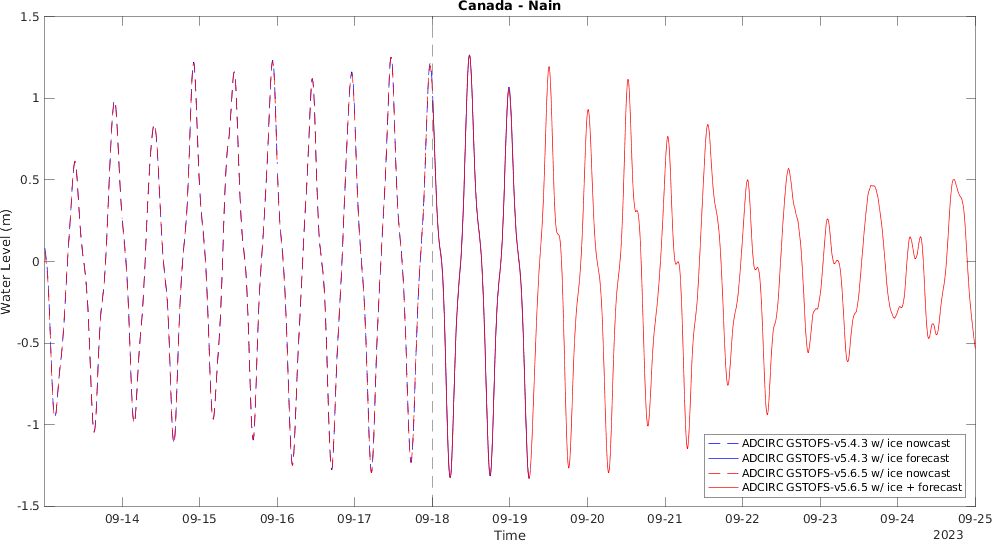 Canada - Nain
1.5
1
0.5
0
-0.5
-1
-1.5
Water Level (m)
09-14 09-15 09-16 09-17 09-18 09-19 09-20 09-21 09-22 09-23 09-24 09-25
Time
2023
ADCIRC GSTOFS-v5.4.3 w/ ice nowcast
ADCIRC GSTOFS-v5.4.3 w/ ice forecast
ADCIRC GSTOFS-v5.6.5 w/ ice nowcast
ADCIRC GSTOFS-v5.6.5 w/ ice + forecast